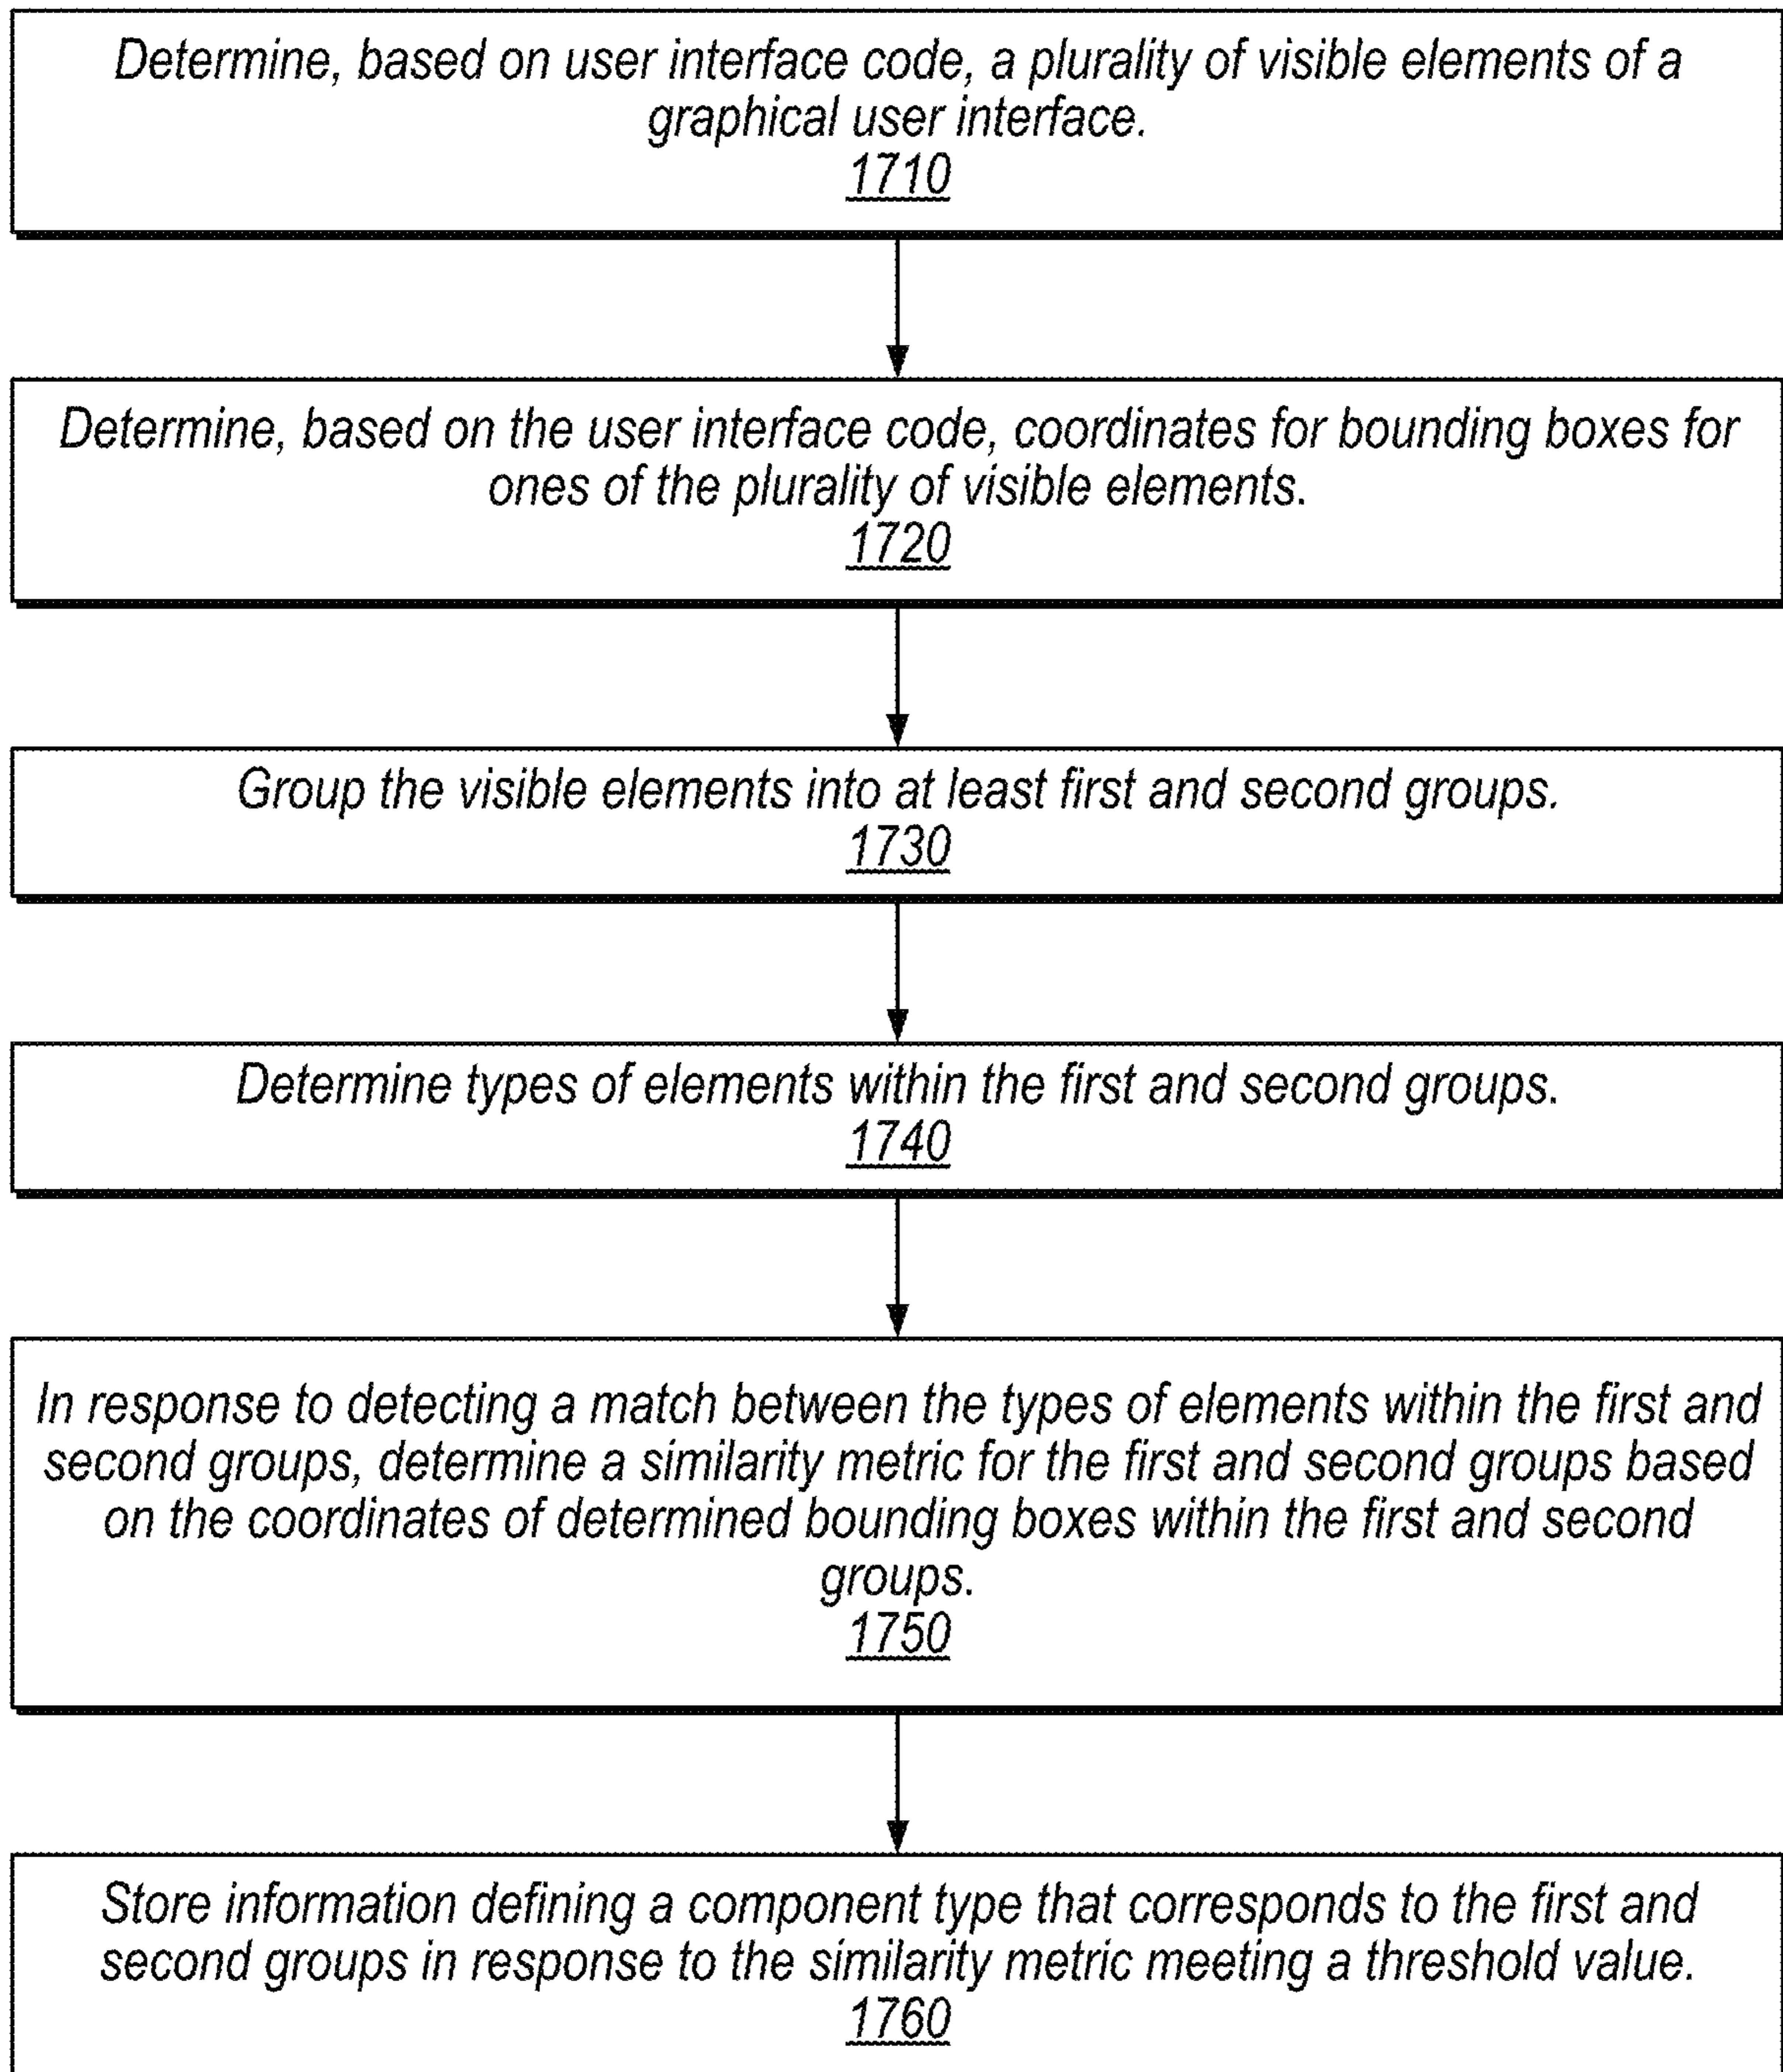 Determine, based on user interface code, a plurality of visible elements of a
graphical user interface.
1710
Determine, based on the user interface code, coordinates for bounding boxes for
ones of the plurality of visible elements.
1720
Group the visible elements into at least first and second groups.
1730
Determine types of elements within the first and second groups.
1740
In response to detecting a match between the types of elements within the first and
second groups, determine a similarity metric for the first and second groups based
on the coordinates of determined bounding boxes within the first and second
groups.
1750
Store information defining a component type that corresponds to the first and
second groups in response to the similarity metric meeting a threshold value.
1760